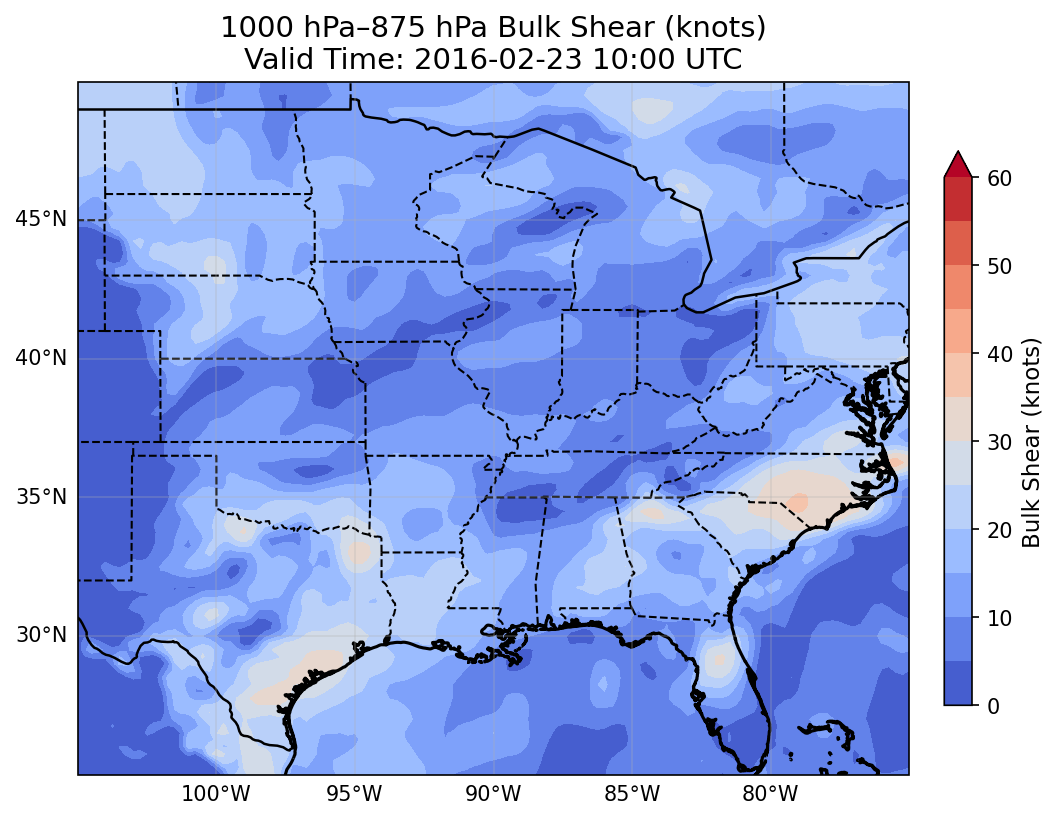 1000 hPa–875 hPa Bulk Shear (knots)
Valid Time: 2016-02-23 10:00 UTC
45°N
40°N
35°N
30°N
100°W
95°W
90°W
85°W
80°W
60
50
40
30
20
10
0
Bulk Shear (knots)